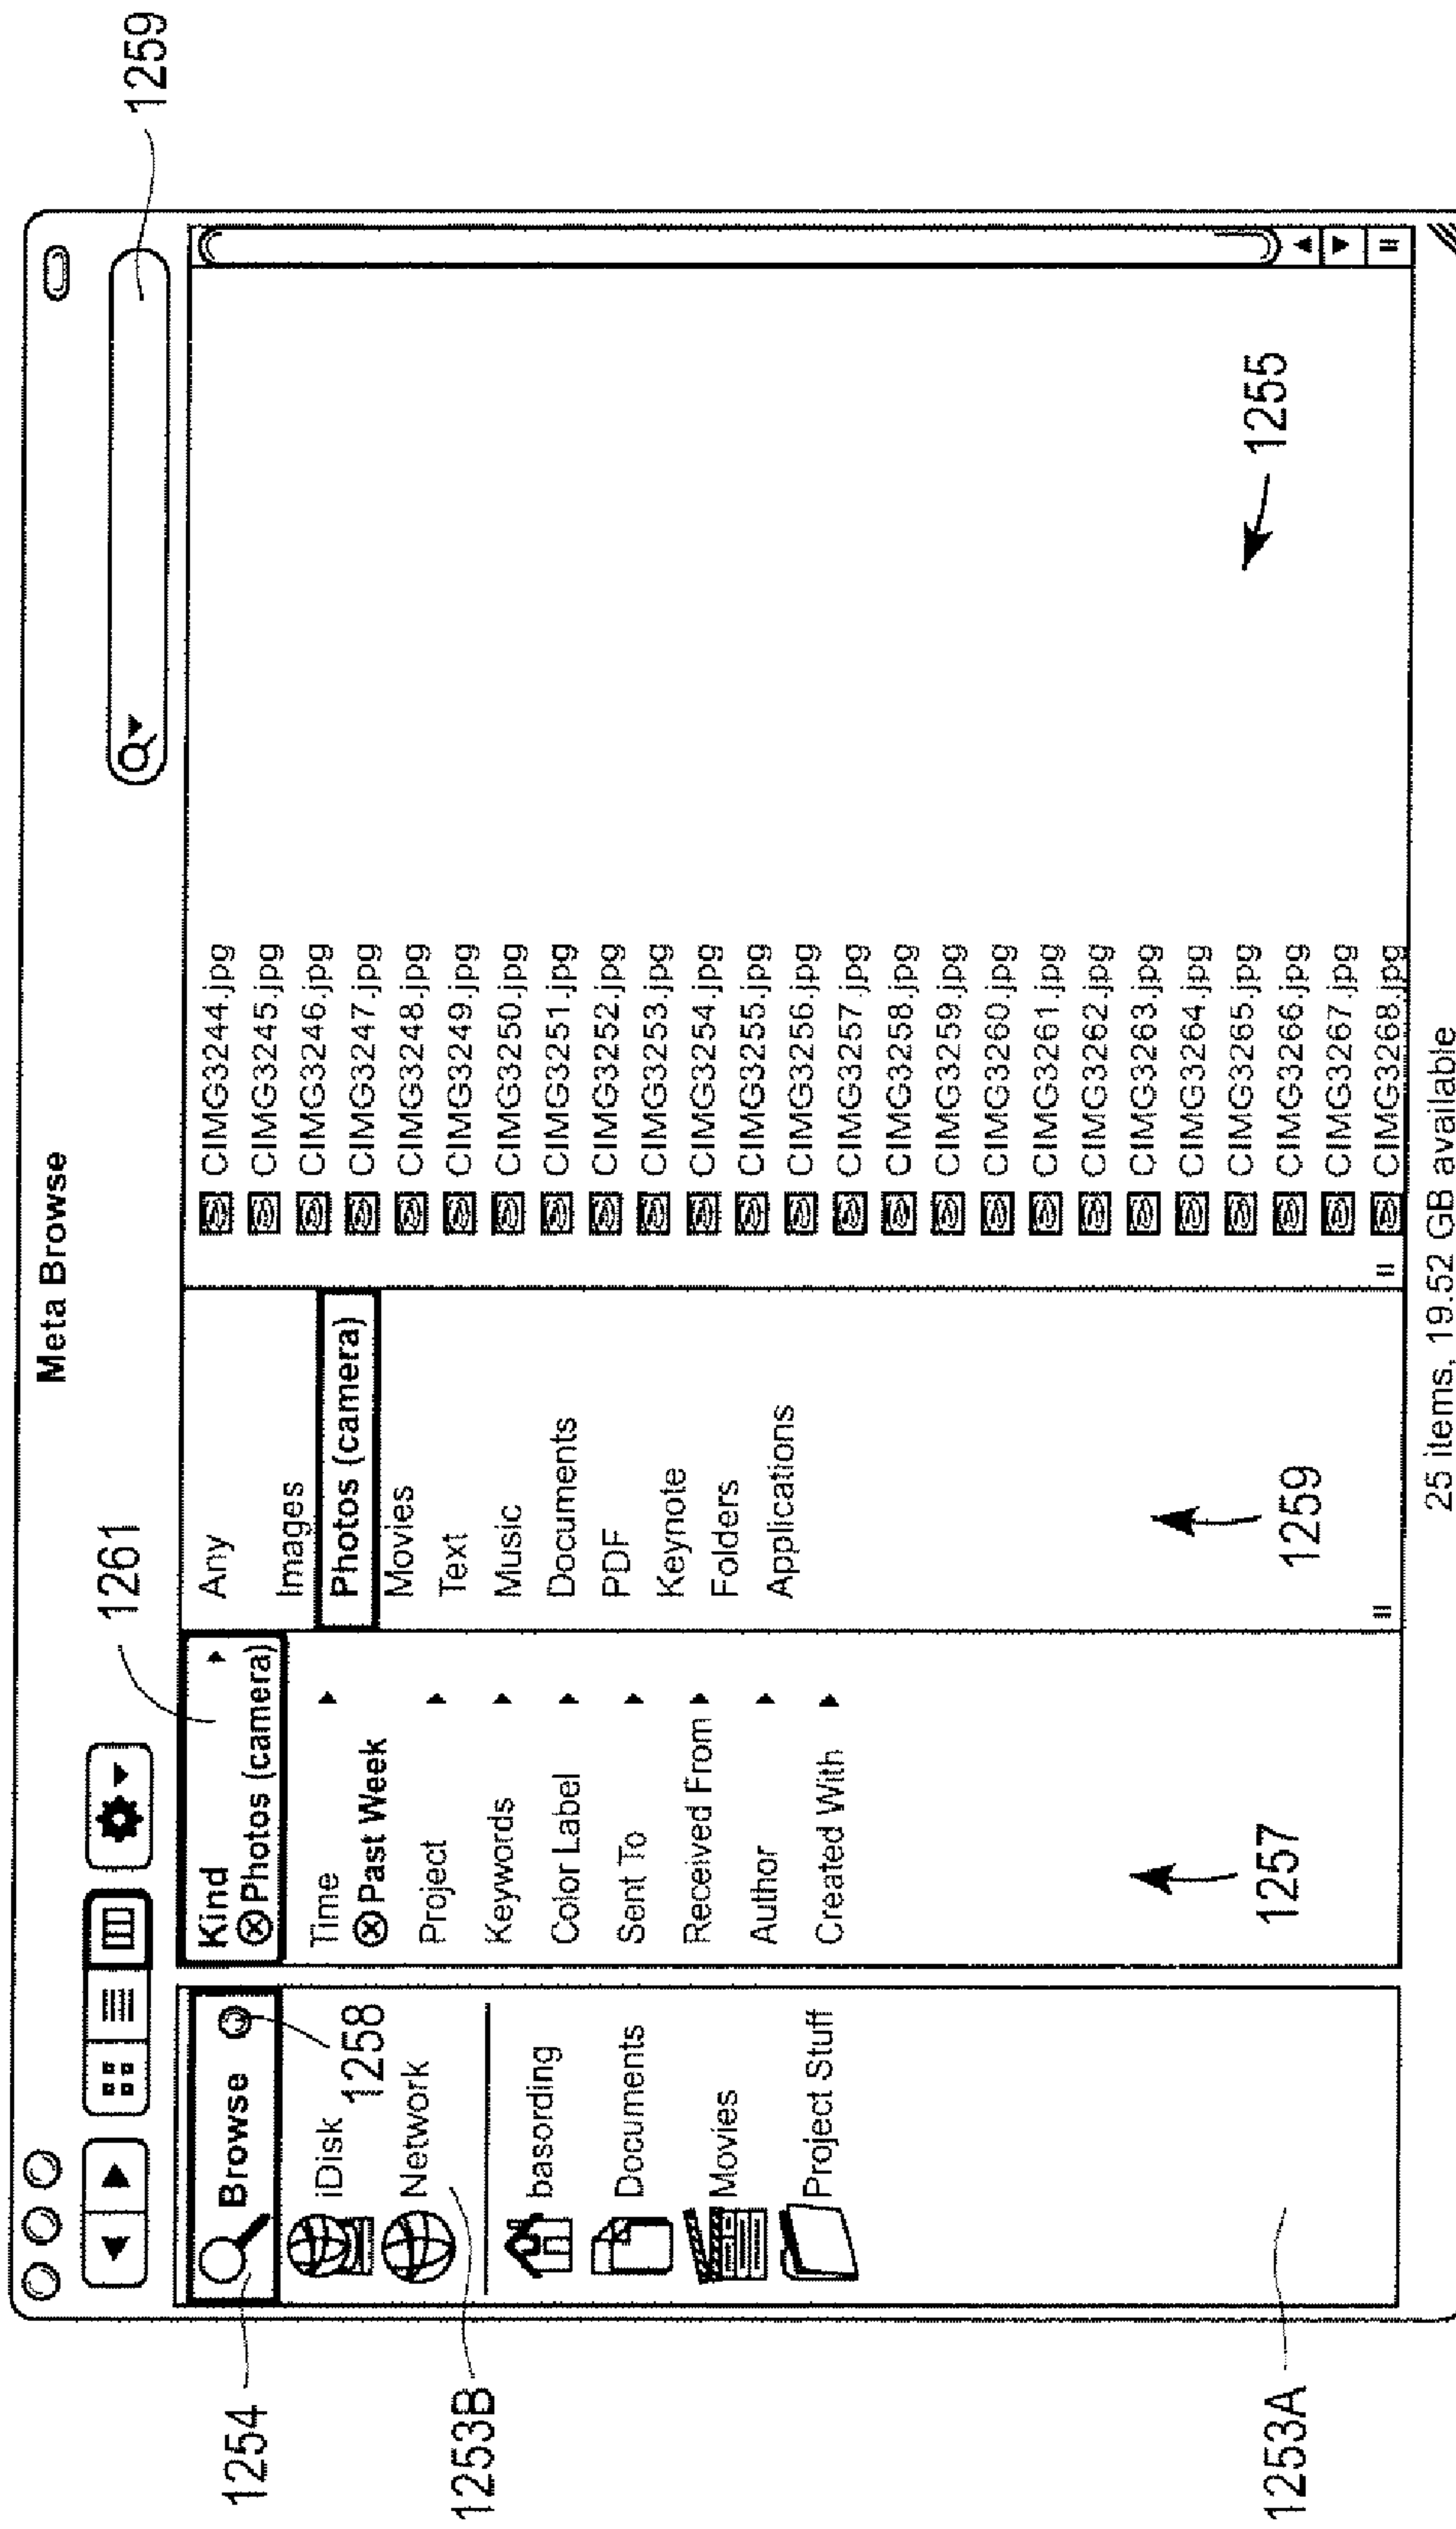 Meta Browse
1259
1261
1254
Browse
1258
iDisk
Network
1253B
basording
Documents
Movies
Project Stuff
1253A
Kind
Photos (camera)
Time
Past Week
Project
Keywords
Color Label
Sent To
Received From
Author
Created With
1257
Any
Images
Photos (camera)
Movies
Text
Music
Documents
PDF
Keynote
Folders
Applications
1259
CIMG3244.jpg
CIMG3245.jpg
CIMG3246.jpg
CIMG3247.jpg
CIMG3248.jpg
CIMG3249.jpg
CIMG3250.jpg
CIMG3251.jpg
CIMG3252.jpg
CIMG3253.jpg
CIMG3254.jpg
CIMG3255.jpg
CIMG3256.jpg
CIMG3257.jpg
CIMG3258.jpg
CIMG3259.jpg
CIMG3260.jpg
CIMG3261.jpg
CIMG3262.jpg
CIMG3263.jpg
CIMG3264.jpg
CIMG3265.jpg
CIMG3266.jpg
CIMG3267.jpg
CIMG3268.jpg
1255
25 items, 19.52 GB available